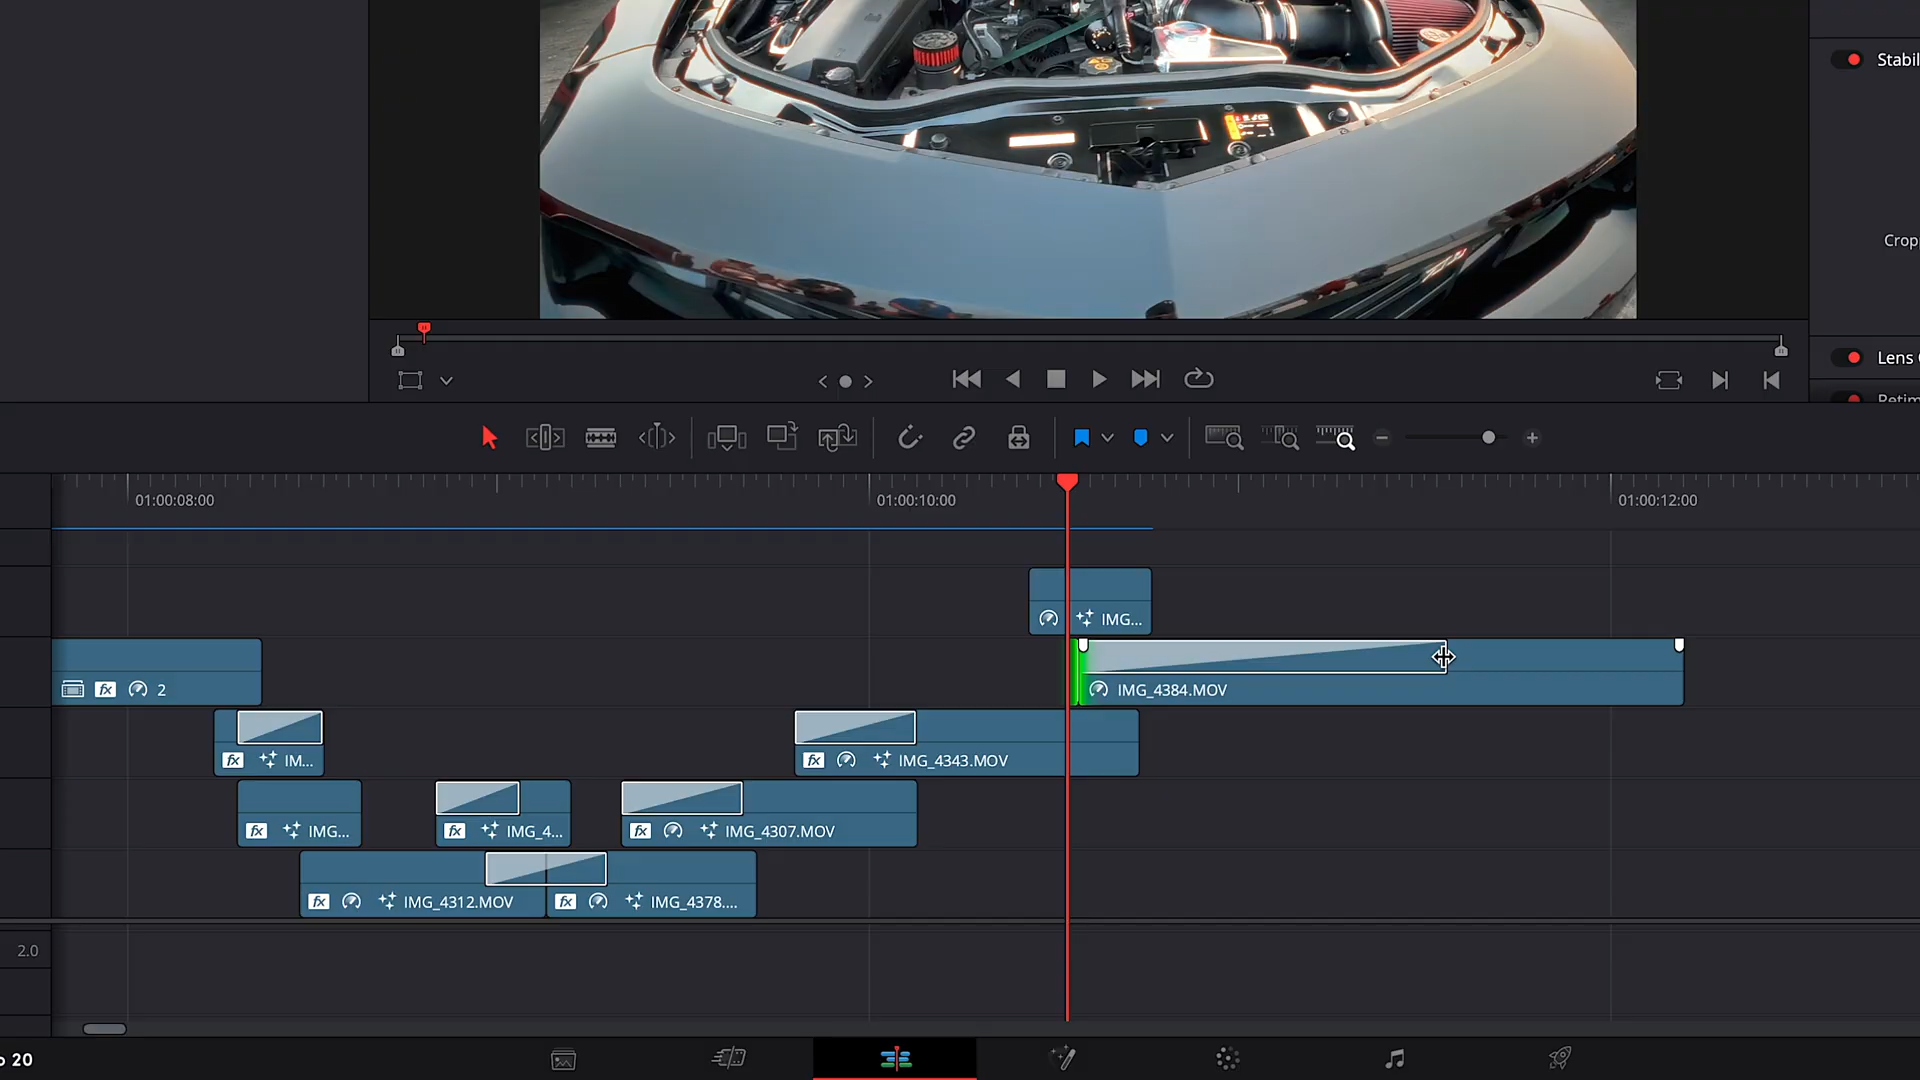 Stabil
Crop
Lens
Retim
01:00:08:00
01:00:10:00
01:00:12:00
IMG...
2
IMG_4384.MOV
IM...
IMG_4343.MOV
IMG...
IMG_4...
IMG_4307.MOV
IMG_4312.MOV
IMG_4378....
2.0
o 20